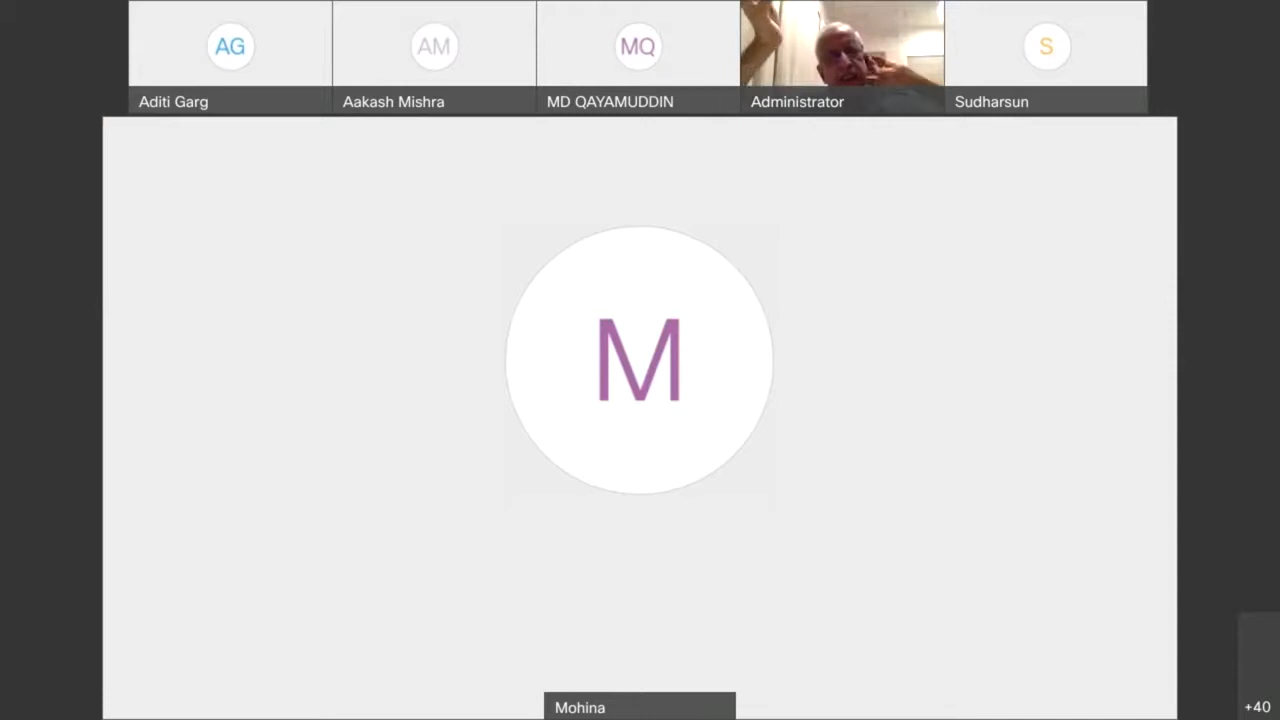 AG
AM
MQ
S
Aditi Garg
Aakash Mishra
MD QAYAMUDDIN
Administrator
Sudharsun
M
Mohina
+40